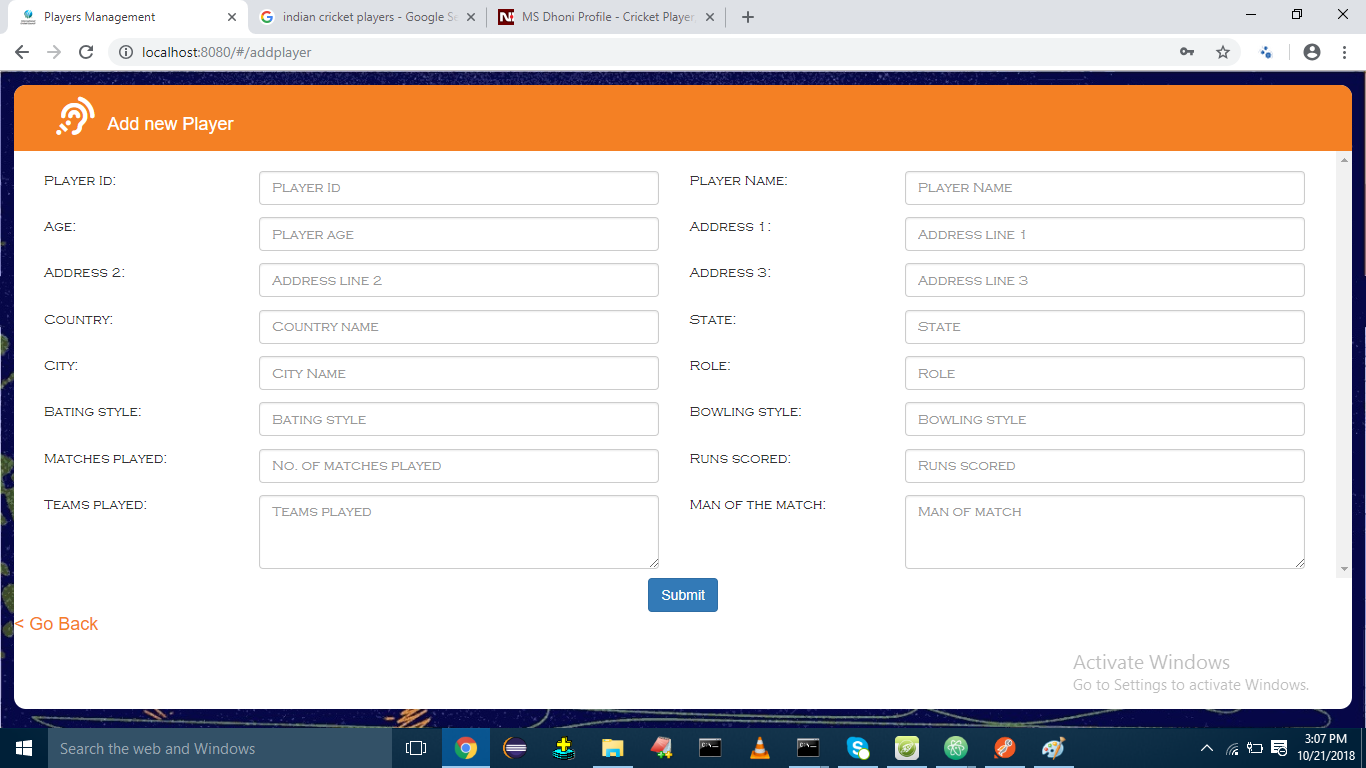 Players Management
indian cricket players - Google Se
MS Dhoni Profile - Cricket Player,
localhost:8080/#/addplayer
Add new Player
Player Id:
Player Id
Player Name:
Player Name
Age:
Player age
Address 1:
Address line 1
Address 2:
Address line 2
Address 3:
Address line 3
Country:
Country name
State:
State
City:
City Name
Role:
Role
Bating style:
Bating style
Bowling style:
Bowling style
Matches played:
No. of matches played
Runs scored:
Runs scored
Teams played:
Teams played
Man of the match:
Man of match
Submit
< Go Back
Activate Windows
Go to Settings to activate Windows.
Search the web and Windows
3:07 PM
10/21/2018